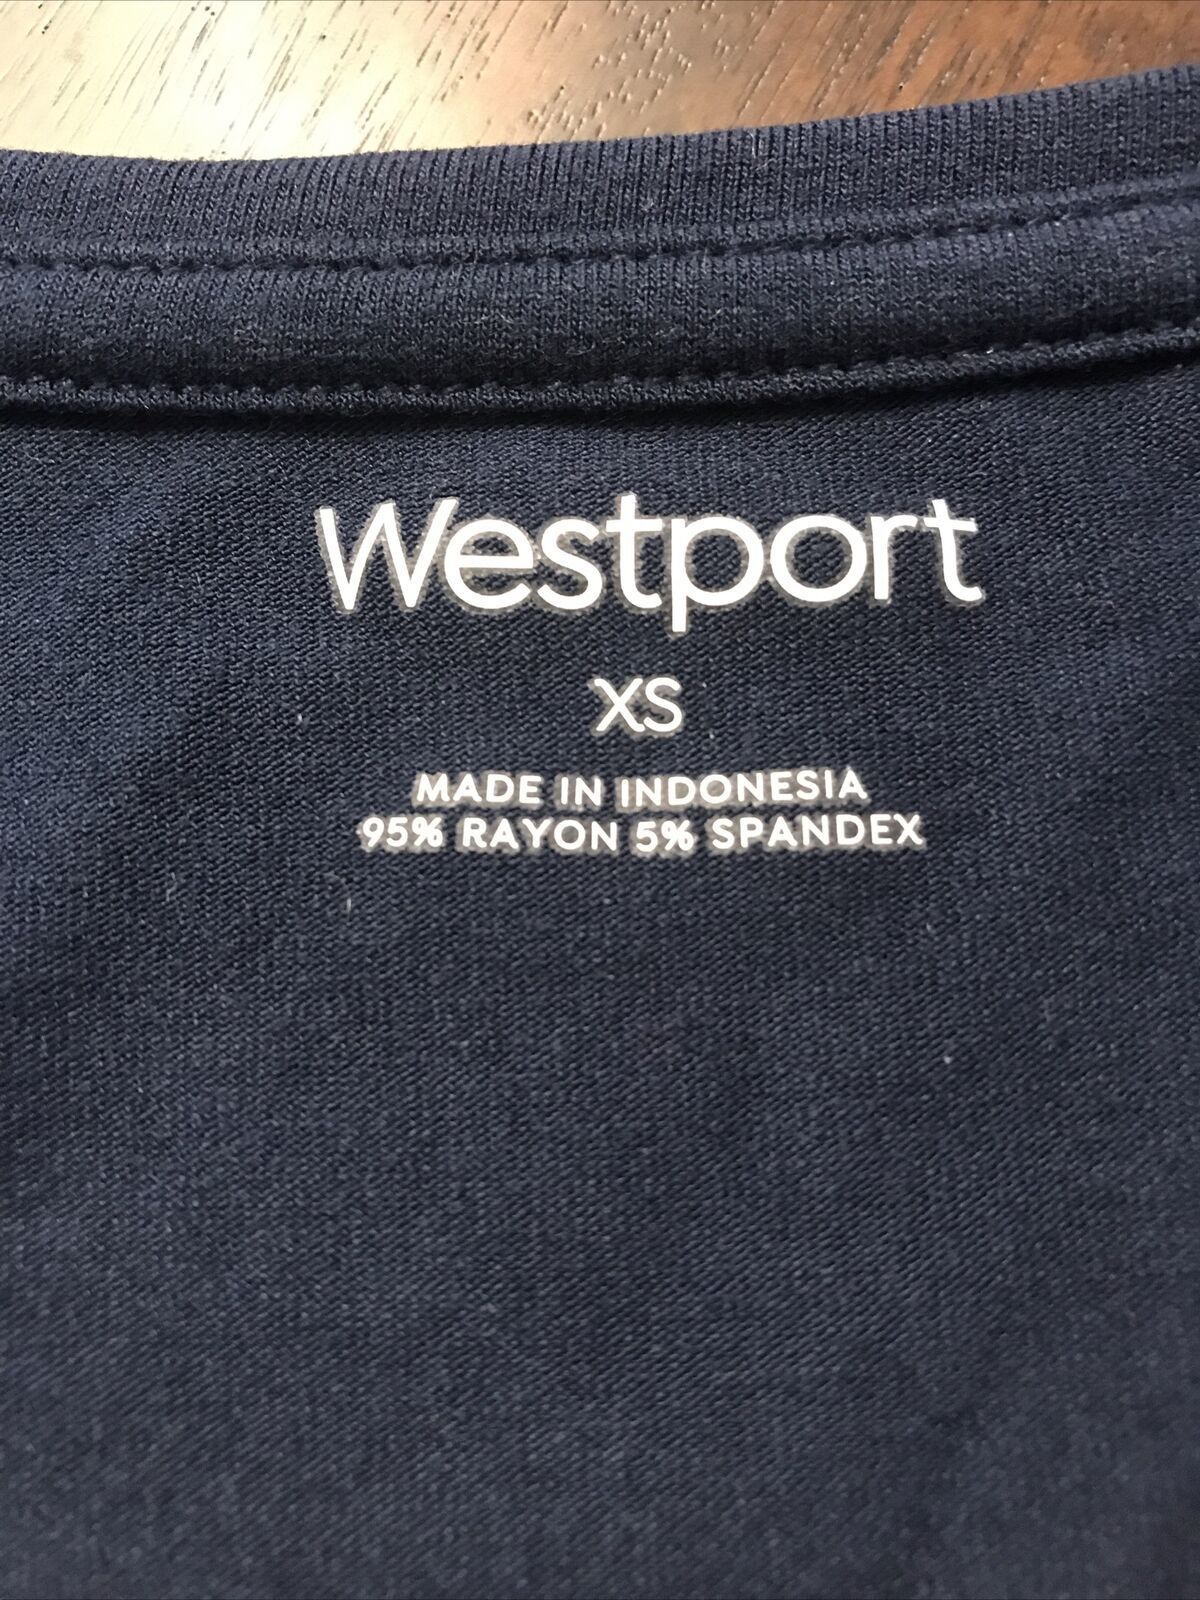 Westport
XS
MADE IN INDONESIA
95% RAYON 5% SPANDEX